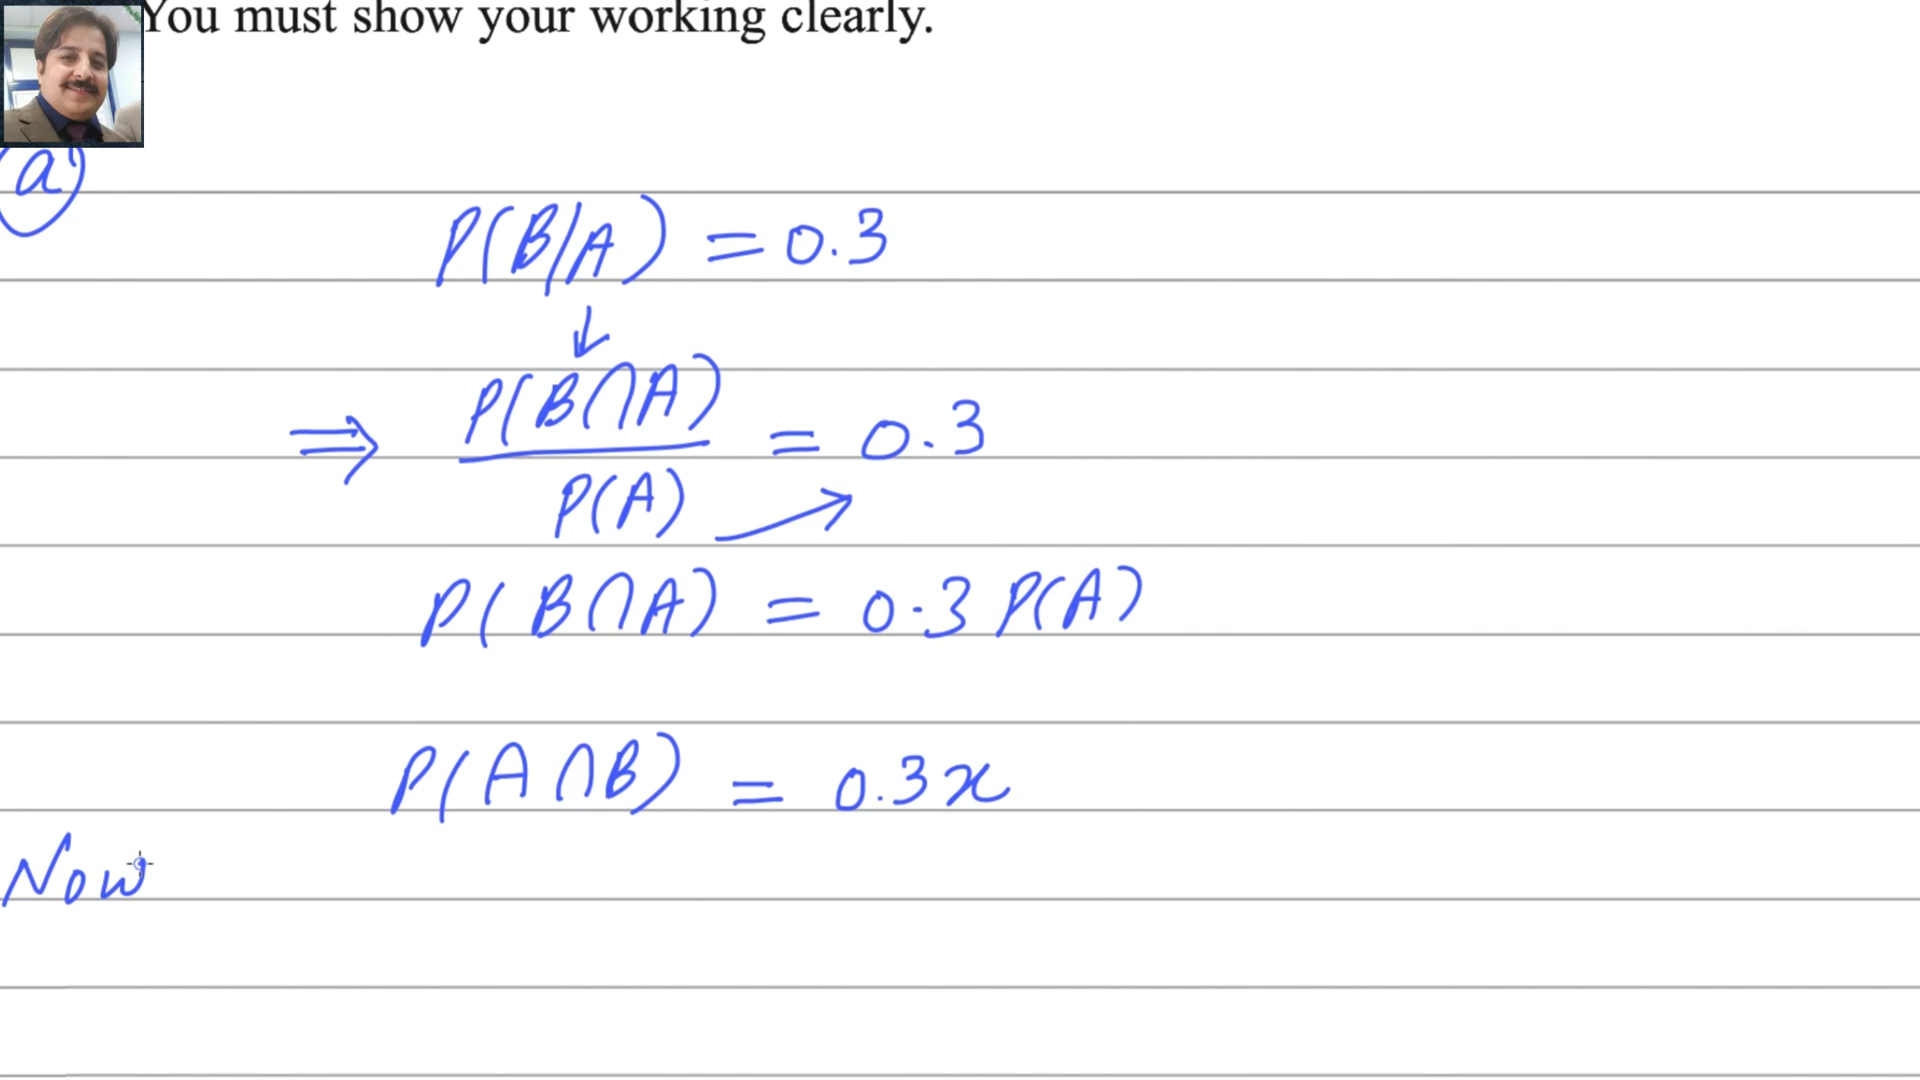 You must show your working clearly.
a)
P(B/A) = 0.3
↓
⇒ P(B∩A) / P(A) = 0.3
P(B∩A) = 0.3 P(A)
P(A∩B) = 0.3x
Now